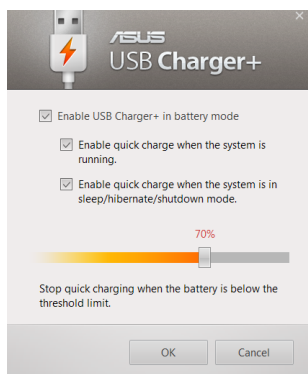 ASUS
USB Charger+
Enable USB Charger+ in battery mode
Enable quick charge when the system is
running.
Enable quick charge when the system is in
sleep/hibernate/shutdown mode.
70%
Stop quick charging when the battery is below the
threshold limit.
OK
Cancel